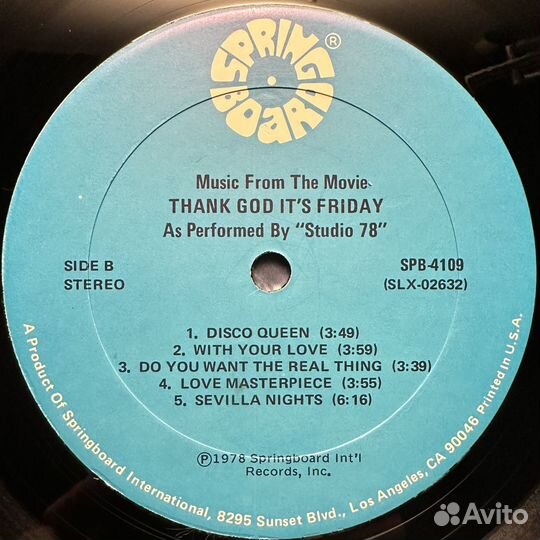 SPRING
BOARD®
Music From The Movie
THANK GOD IT'S FRIDAY
As Performed By "Studio 78"
SIDE B
STEREO
SPB-4109
(SLX-02632)
1. DISCO QUEEN (3:49)
2. WITH YOUR LOVE (3:59)
3. DO YOU WANT THE REAL THING (3:39)
4. LOVE MASTERPIECE (3:55)
5. SEVILLA NIGHTS (6:16)
Ⓟ1978 Springboard Int'l
Records, Inc.
A Product Of Springboard International, 8295 Sunset Blvd., Los Angeles, CA 90046 Printed In U.S.A.
Avito